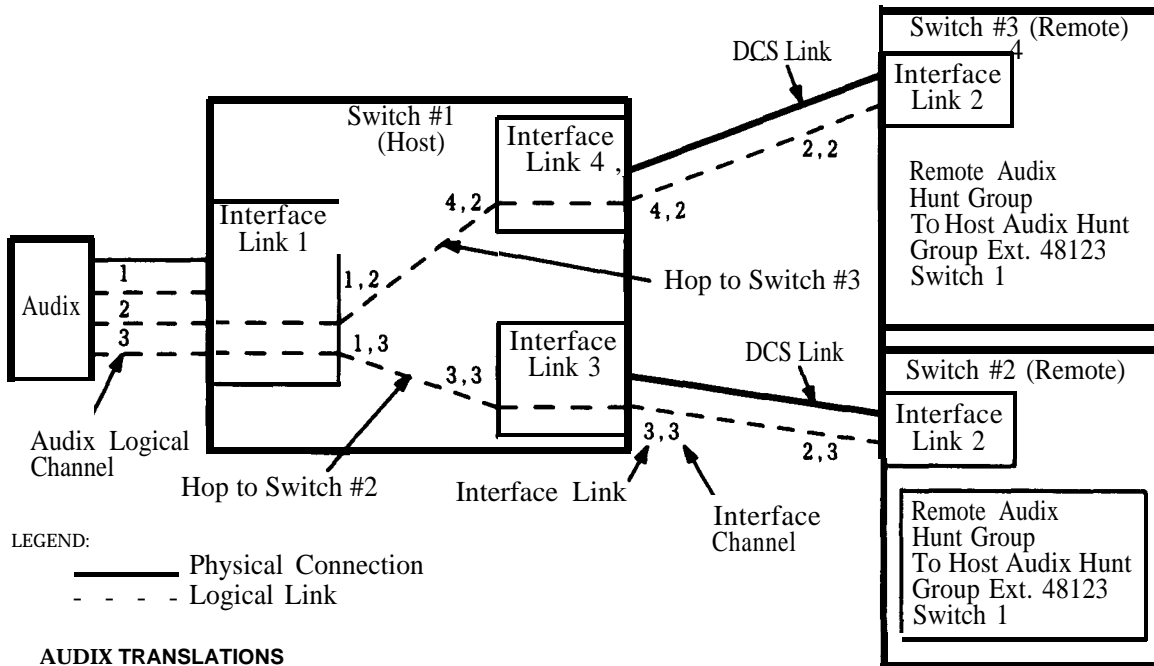 Switch #3 (Remote)
4
DCS Link
Interface
Link 2
Switch #1
(Host)
Interface
Link 4 ,
2,2
4,2
4,2
Remote Audix
Hunt Group
To Host Audix Hunt
Group Ext. 48123
Switch 1
Interface
Link 1
1
1,2
Hop to Switch #3
Audix
2
3
1,3
Interface
Link 3
DCS Link
3,3
Switch #2 (Remote)
Interface
Link 2
3,3
2,3
Audix Logical
Channel
Hop to Switch #2
Interface Link
Interface
Channel
Remote Audix
Hunt Group
To Host Audix Hunt
Group Ext. 48123
Switch 1
LEGEND:
Physical Connection
Logical Link
AUDIX TRANSLATIONS